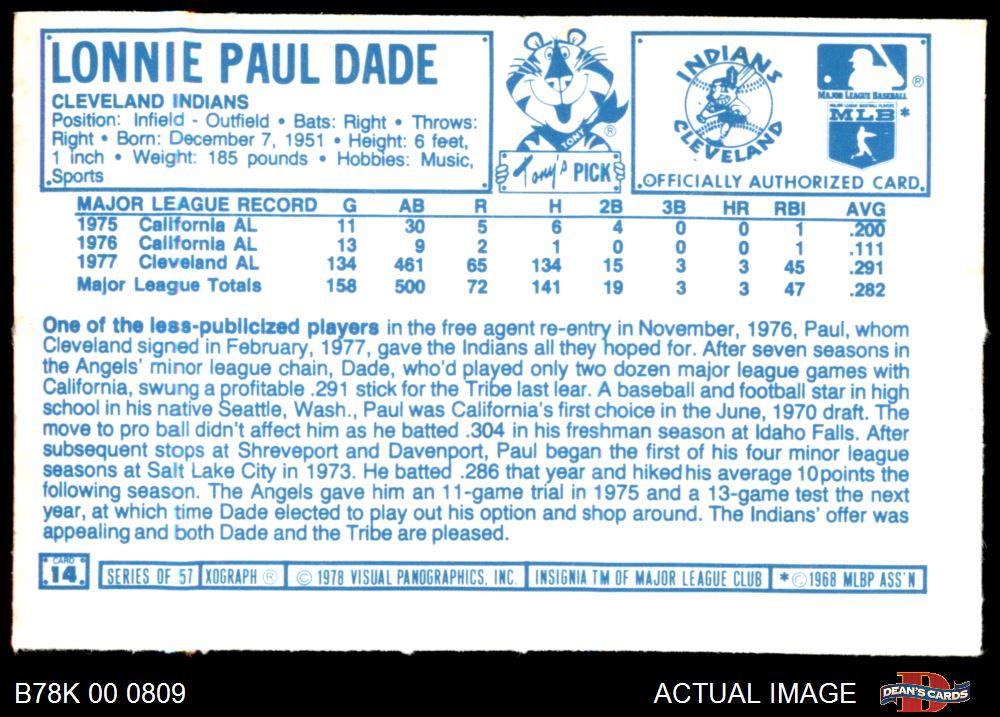 LONNIE PAUL DADE
CLEVELAND INDIANS
Position: Infield - Outfield • Bats: Right • Throws:
Right • Born: December 7, 1951 • Height: 6 feet,
1 inch • Weight: 185 pounds • Hobbies: Music,
Sports
TONY
®
Tony's PICK
INDIANS
CLEVELAND
®
MAJOR LEAGUE BASEBALL
MAJOR LEAGUE BASEBALL PLAYERS
MLB *
OFFICIALLY AUTHORIZED CARD
MAJOR LEAGUE RECORD G AB R H 2B 3B HR RBI AVG
1975 California AL 11 30 5 6 4 0 0 1 .200
1976 California AL 13 9 2 1 0 0 0 1 .111
1977 Cleveland AL 134 461 65 134 15 3 3 45 .291
Major League Totals 158 500 72 141 19 3 3 47 .282
One of the less-publicized players in the free agent re-entry in November, 1976, Paul, whom
Cleveland signed in February, 1977, gave the Indians all they hoped for. After seven seasons in
the Angels' minor league chain, Dade, who'd played only two dozen major league games with
California, swung a profitable .291 stick for the Tribe last lear. A baseball and football star in high
school in his native Seattle, Wash., Paul was California's first choice in the June, 1970 draft. The
move to pro ball didn't affect him as he batted .304 in his freshman season at Idaho Falls. After
subsequent stops at Shreveport and Davenport, Paul began the first of his four minor league
seasons at Salt Lake City in 1973. He batted .286 that year and hiked his average 10 points the
following season. The Angels gave him an 11-game trial in 1975 and a 13-game test the next
year, at which time Dade elected to play out his option and shop around. The Indians' offer was
appealing and both Dade and the Tribe are pleased.
CARD
14 SERIES OF 57 XOGRAPH ® © 1978 VISUAL PANOGRAPHICS, INC. INSIGNIA TM OF MAJOR LEAGUE CLUB * © 1968 MLBP ASS'N
B78K 00 0809 ACTUAL IMAGE DEAN'S CARDS